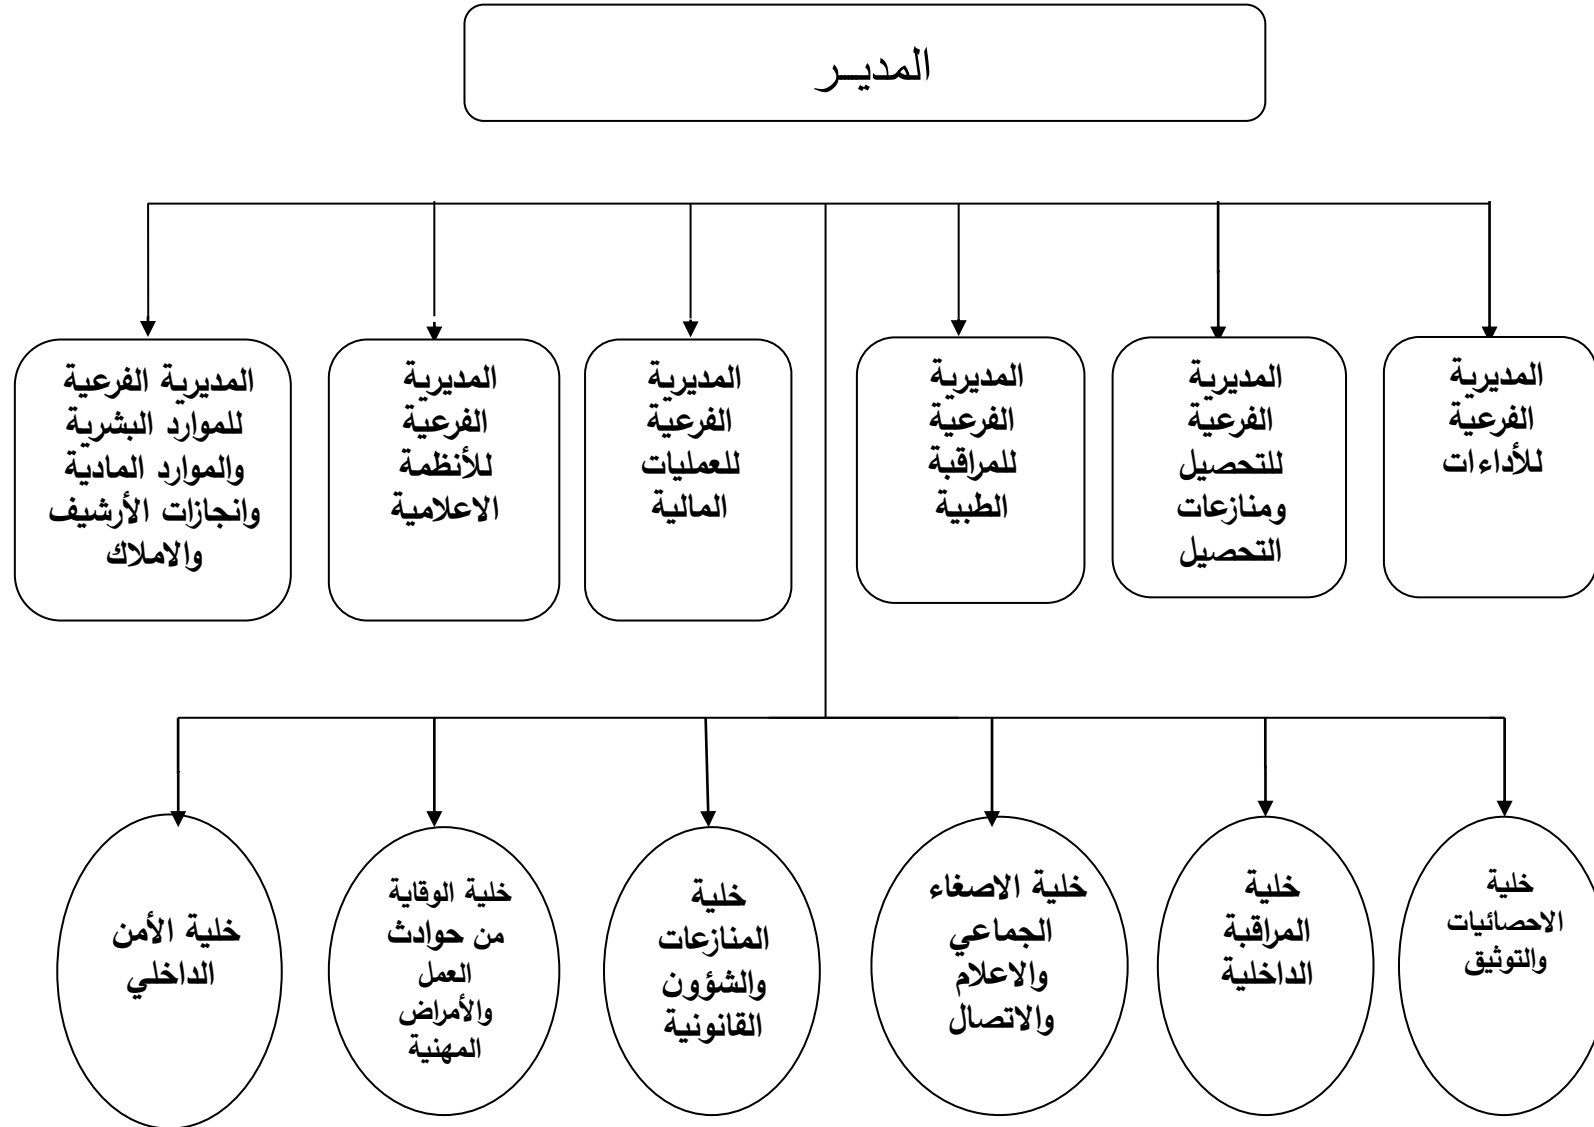 المديـر
المديرية
الفرعية
للأداءات
المديرية
الفرعية
للتحصيل
ومنازعات
التحصيل
المديرية
الفرعية
للمراقبة
الطبية
المديرية
الفرعية
للعمليات
المالية
المديرية
الفرعية
للأنظمة
الاعلامية
المديرية الفرعية
للموارد البشرية
والموارد المادية
وانجازات الأرشيف
والاملاك
خلية
الاحصائيات
والتوثيق
خلية
المراقبة
الداخلية
خلية الاصغاء
الجماعي
والاعلام
والاتصال
خلية
المنازعات
والشؤون
القانونية
خلية الوقاية
من حوادث
العمل
والأمراض
المهنية
خلية الأمن
الداخلي